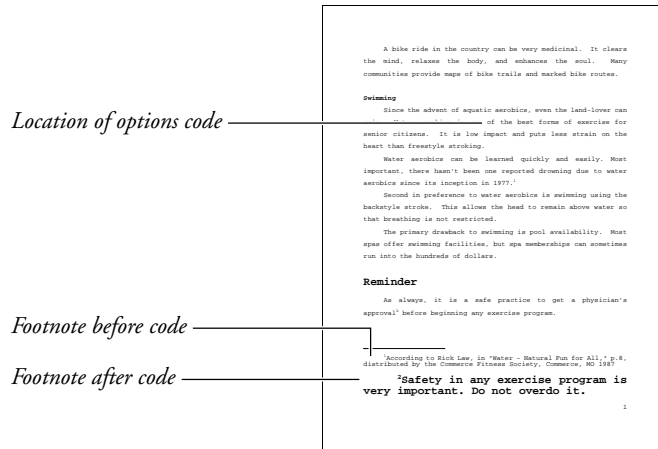 A bike ride in the country can be very medicinal. It clears
the mind, relaxes the body, and enhances the soul. Many
communities provide maps of bike trails and marked bike routes.
Swimming
Since the advent of aquatic aerobics, even the land-lover can
Location of options code
of the best forms of exercise for
senior citizens. It is low impact and puts less strain on the
heart than freestyle stroking.
Water aerobics can be learned quickly and easily. Most
important, there hasn't been one reported drowning due to water
aerobics since its inception in 1977.1
Second in preference to water aerobics is swimming using the
backstyle stroke. This allows the head to remain above water so
that breathing is not restricted.
The primary drawback to swimming is pool availability. Most
spas offer swimming facilities, but spa memberships can sometimes
run into the hundreds of dollars.
Reminder
As always, it is a safe practice to get a physician's
approval2 before beginning any exercise program.
Footnote before code
1According to Rick Law, in "Water - Natural Fun for All," p.8,
distributed by the Commerce Fitness Society, Commerce, MO 1987
Footnote after code
2Safety in any exercise program is
very important. Do not overdo it.
1